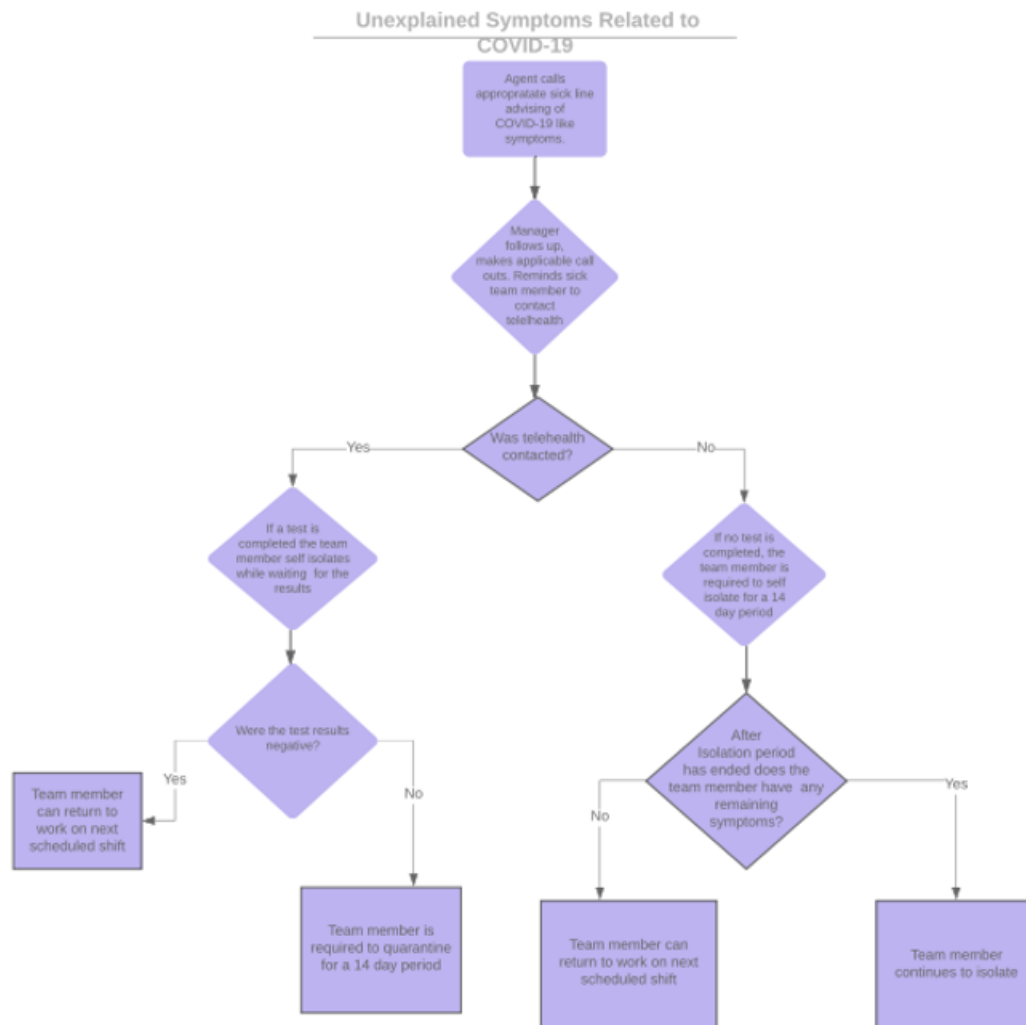 Unexplained Symptoms Related to
COVID-19
Agent calls
appropratate sick line
advising of
COVID-19 like
symptoms.
Manager
follows up,
makes applicable call
outs. Reminds sick
team member to
contact
telelhealth
Was telehealth
contacted?
Yes
No
If a test is
completed the team
member self isolates
while waiting for the
results
If no test is
completed, the
team member is
required to self
isolate for a 14
day period
Were the test results
negative?
After
Isolation period
has ended does the
team member have any
remaining
symptoms?
Yes
No
No
Yes
Team member
can return to
work on next
scheduled shift
Team member is
required to quarantine
for a 14 day period
Team member can
return to work on next
scheduled shift
Team member
continues to isolate